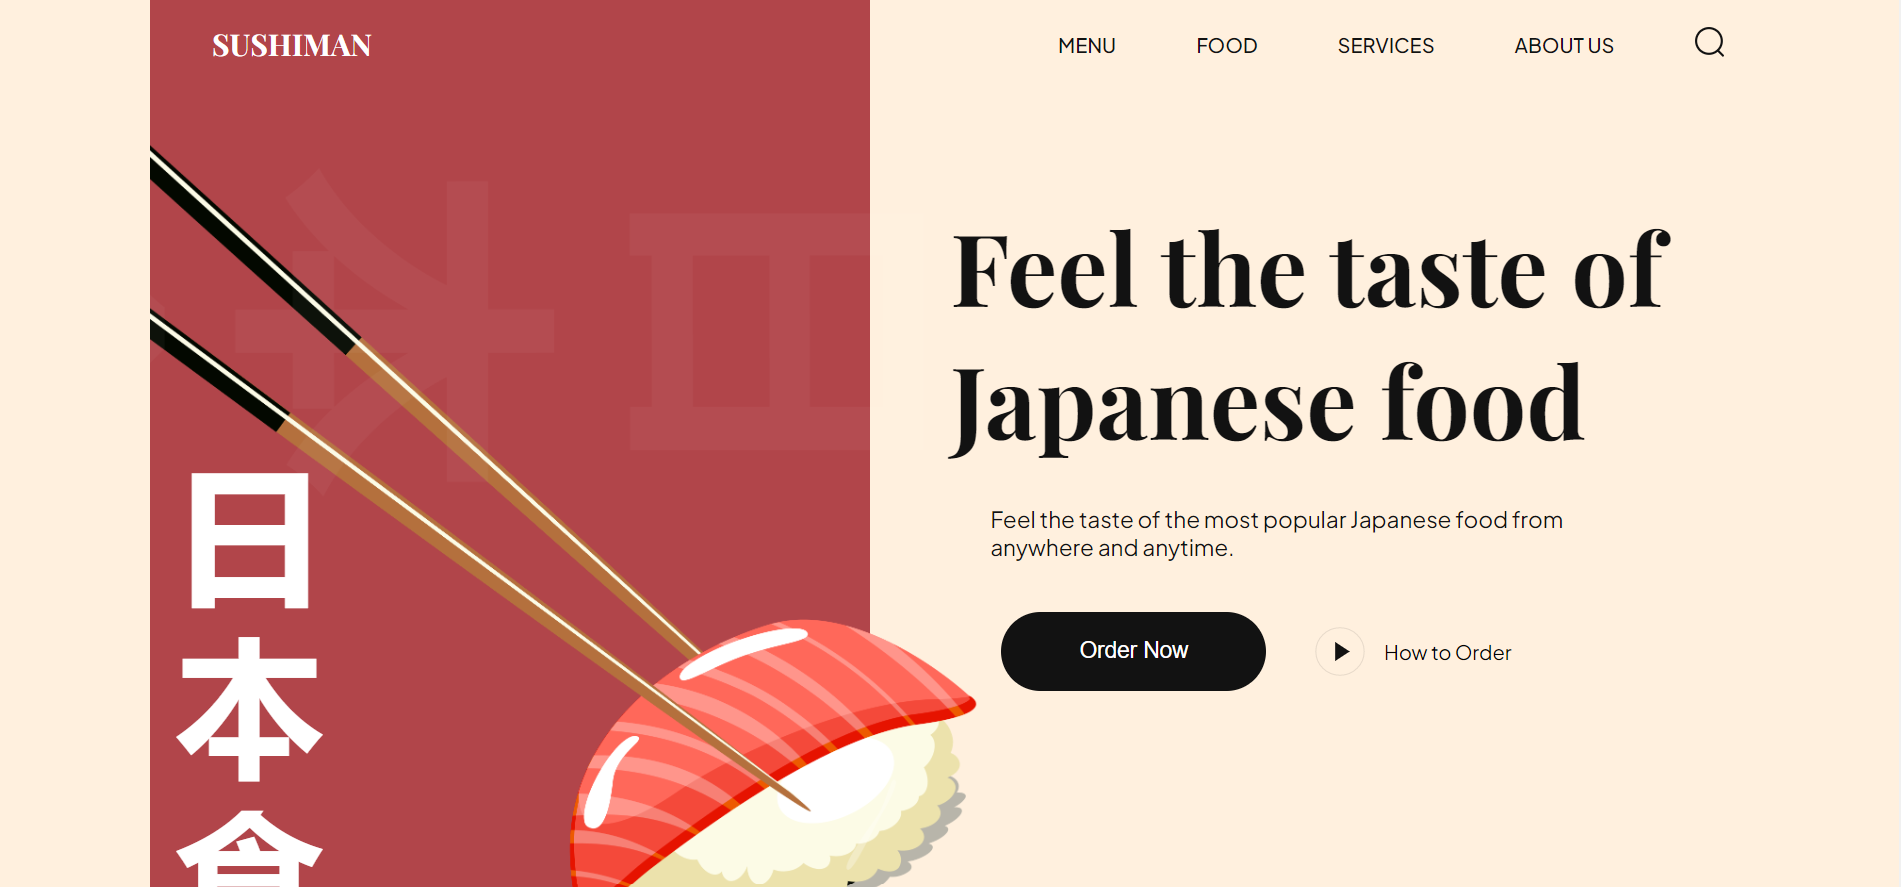 SUSHIMAN
MENU
FOOD
SERVICES
ABOUT US
Feel the taste of
Japanese food
Feel the taste of the most popular Japanese food from
anywhere and anytime.
Order Now
How to Order
日
本
食